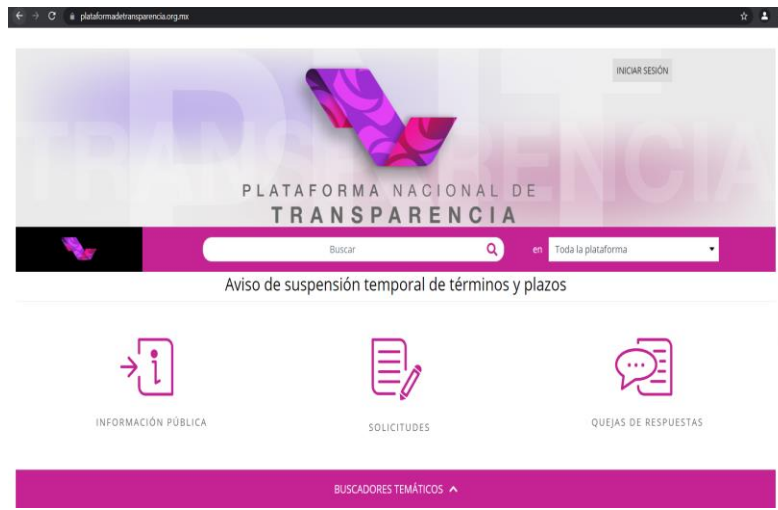 plataformadetransparencia.org.mx
PNT
TRANSPARENCIA
INICIAR SESIÓN
PLATAFORMA NACIONAL DE
TRANSPARENCIA
Buscar
en
Toda la plataforma
Aviso de suspensión temporal de términos y plazos
INFORMACIÓN PÚBLICA
SOLICITUDES
QUEJAS DE RESPUESTAS
BUSCADORES TEMÁTICOS